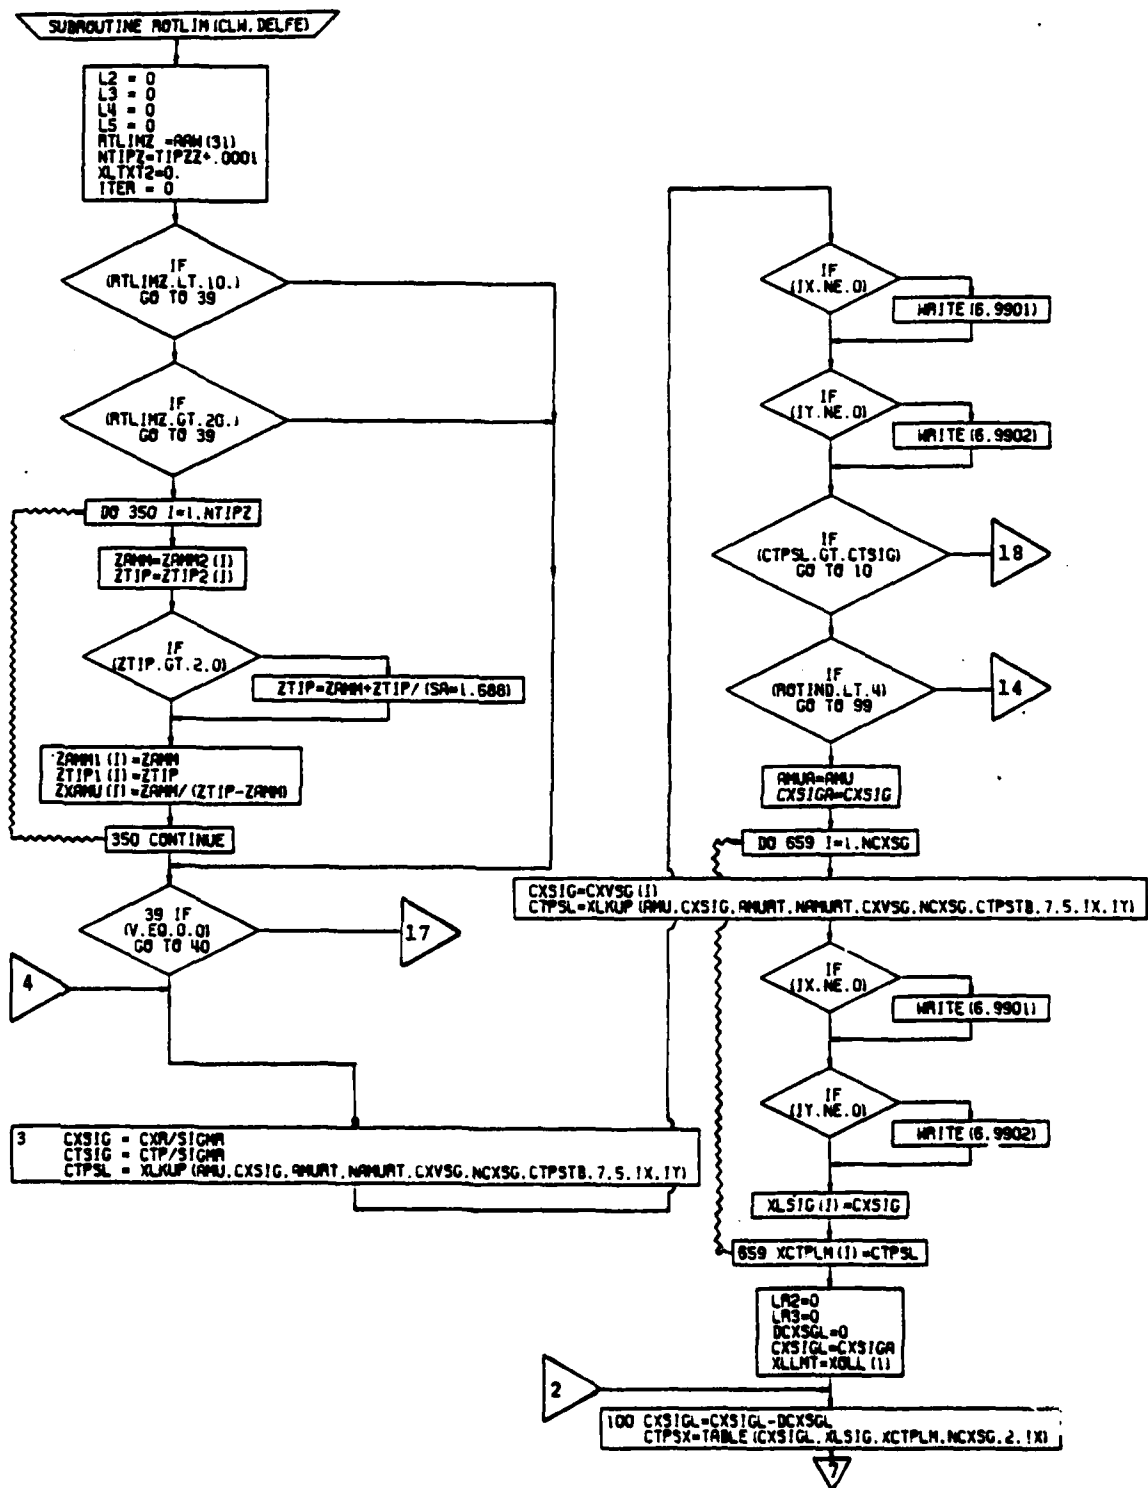 SUBROUTINE ROTLIM(CLW,DELFE)
L2 = 0
L3 = 0
L4 = 0
L5 = 0
RTLIMZ =RAW(31)
NTIPZ=TIPZZ+.0001
XLTXT2=0.
ITER = 0
IF
(RTLIMZ.LT.10.)
GO TO 39
IF
(RTLIMZ.GT.20.)
GO TO 39
DO 350 I=1,NTIPZ
ZAMM=ZAMM2(I)
ZTIP=ZTIP2(I)
IF
(ZTIP.GT.2.0)
ZTIP=ZAMM+ZTIP/(SA*1.688)
ZAMM1(I)=ZAMM
ZTIP1(I)=ZTIP
ZXAMU(I)=ZAMM/(ZTIP-ZAMM)
350 CONTINUE
39 IF
(V.EQ.0.0)
GO TO 40
17
4
3 CXSIG = CXR/SIGMA
CTSIG = CTP/SIGMA
CTPSL = XLKUP(AMU,CXSIG,AMURT,NAMURT,CXVSG,NCXSG,CTPSTB,7,5,IX,IY)
IF
(IX.NE.0)
WRITE(6,9901)
IF
(IY.NE.0)
WRITE(6,9902)
IF
(CTPSL.GT.CTSIG)
GO TO 10
18
IF
(ROTIND.LT.4)
GO TO 99
14
AMUA=AMU
CXSIGA=CXSIG
DO 659 I=1,NCXSG
CXSIG=CXVSG(I)
CTPSL=XLKUP(AMU,CXSIG,AMURT,NAMURT,CXVSG,NCXSG,CTPSTB,7,5,IX,IY)
IF
(IX.NE.0)
WRITE(6,9901)
IF
(IY.NE.0)
WRITE(6,9902)
XLSIG(I)=CXSIG
659 XCTPLM(I)=CTPSL
LR2=0
LR3=0
DCXSGL=0
CXSIGL=CXSIGA
XLLMT=XOLL(1)
2
100 CXSIGL=CXSIGL-DCXSGL
CTPSX=TABLE(CXSIGL,XLSIG,XCTPLM,NCXSG,2,IX)
7